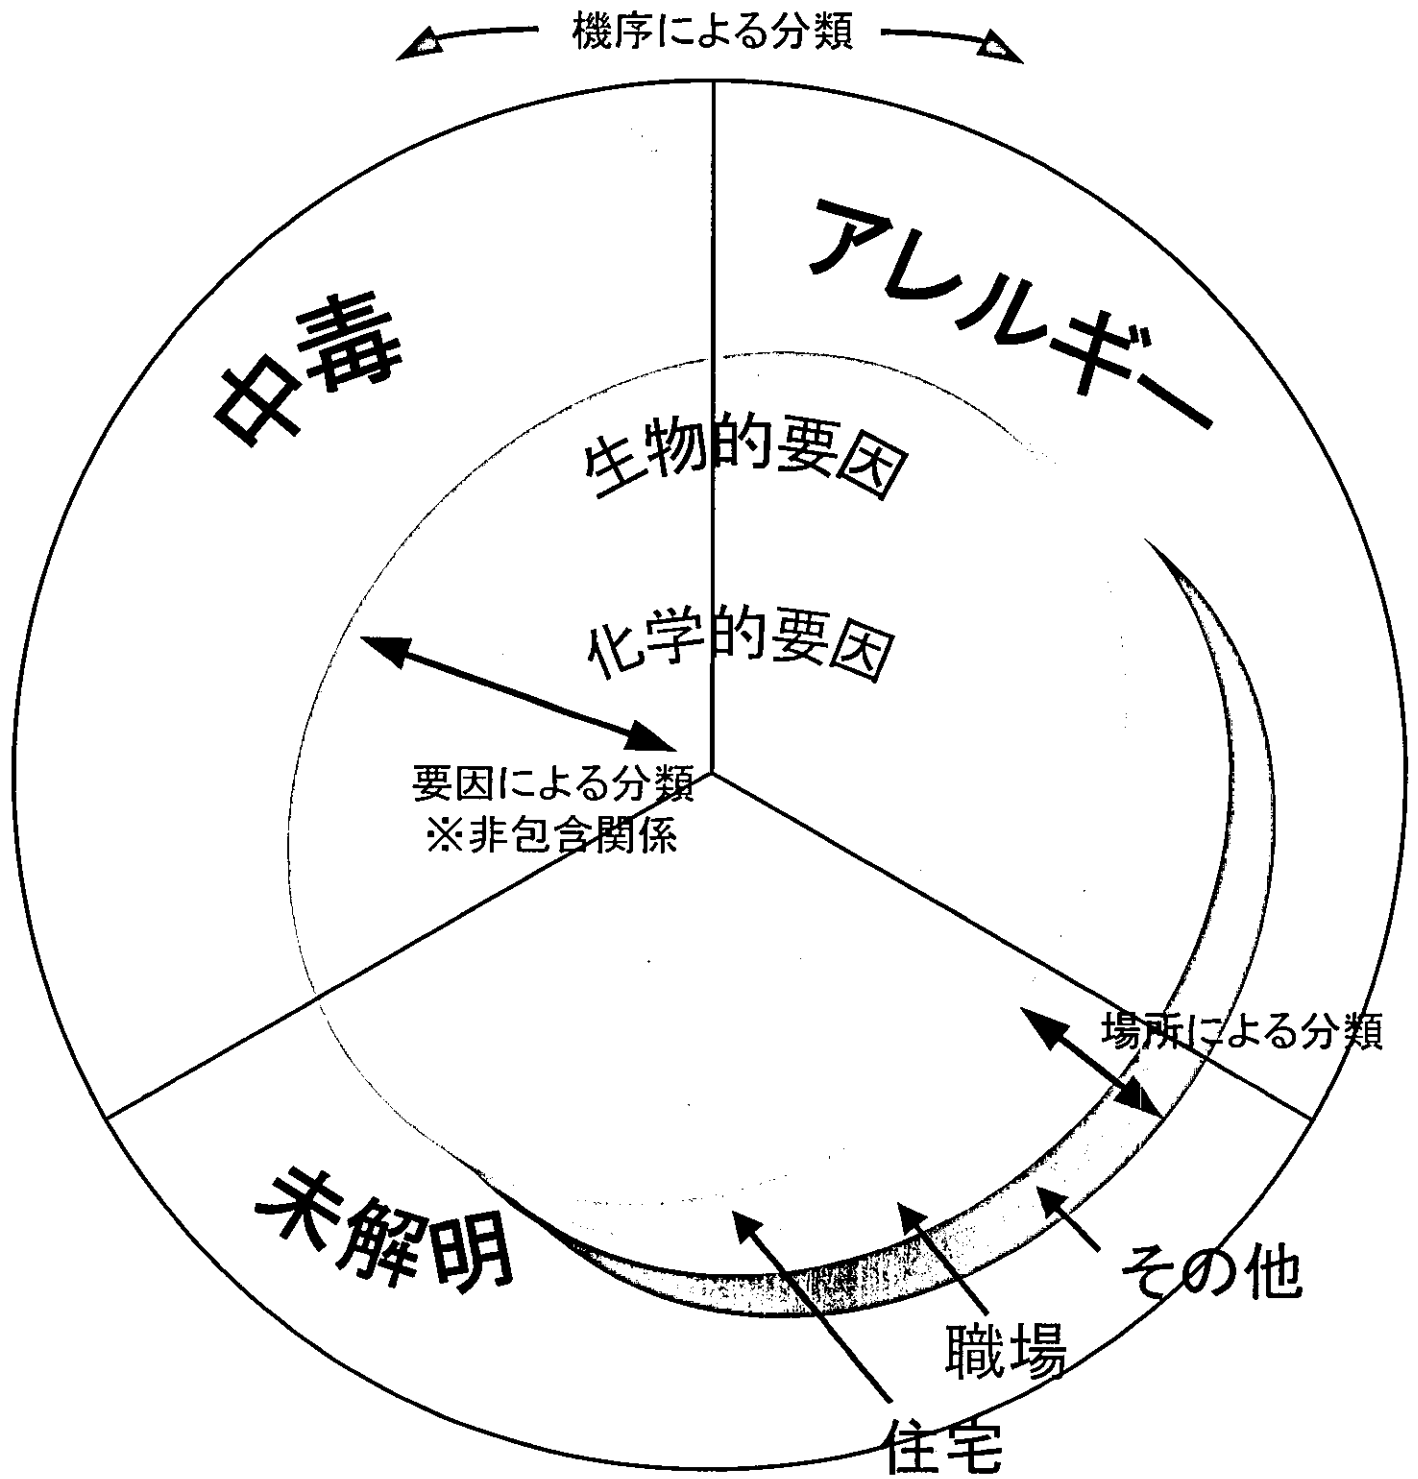 機序による分類
アレルギー
中毒
生物的要因
化学的要因
要因による分類
※非包含関係
場所による分類
未解明
その他
職場
住宅